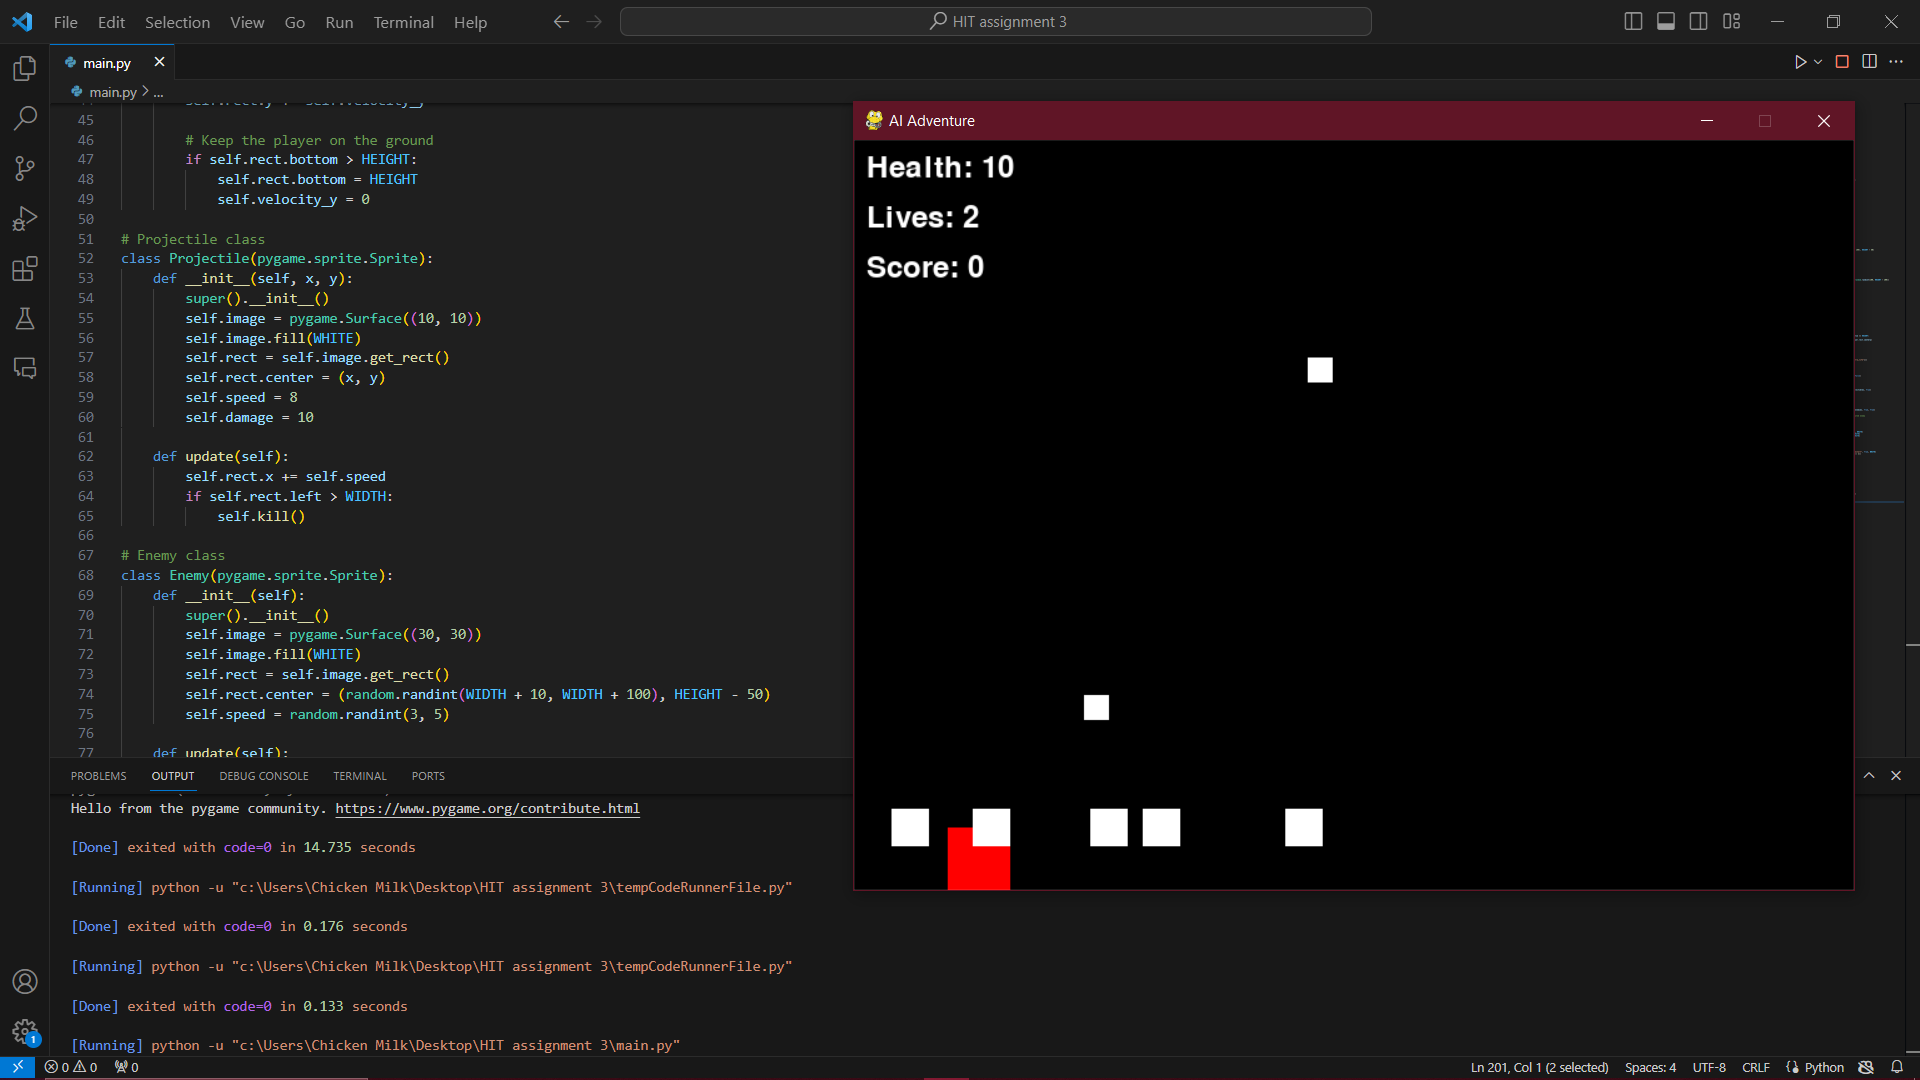 File Edit Selection View Go Run Terminal Help
HIT assignment 3
main.py
main.py > ...
45
46 # Keep the player on the ground
47 if self.rect.bottom > HEIGHT:
48 self.rect.bottom = HEIGHT
49 self.velocity_y = 0
50
51 # Projectile class
52 class Projectile(pygame.sprite.Sprite):
53 def __init__(self, x, y):
54 super().__init__()
55 self.image = pygame.Surface((10, 10))
56 self.image.fill(WHITE)
57 self.rect = self.image.get_rect()
58 self.rect.center = (x, y)
59 self.speed = 8
60 self.damage = 10
61
62 def update(self):
63 self.rect.x += self.speed
64 if self.rect.left > WIDTH:
65 self.kill()
66
67 # Enemy class
68 class Enemy(pygame.sprite.Sprite):
69 def __init__(self):
70 super().__init__()
71 self.image = pygame.Surface((30, 30))
72 self.image.fill(WHITE)
73 self.rect = self.image.get_rect()
74 self.rect.center = (random.randint(WIDTH + 10, WIDTH + 100), HEIGHT - 50)
75 self.speed = random.randint(3, 5)
76
77 def update(self):
AI Adventure
Health: 10
Lives: 2
Score: 0
PROBLEMS OUTPUT DEBUG CONSOLE TERMINAL PORTS
Hello from the pygame community. https://www.pygame.org/contribute.html
[Done] exited with code=0 in 14.735 seconds
[Running] python -u "c:\Users\Chicken Milk\Desktop\HIT assignment 3\tempCodeRunnerFile.py"
[Done] exited with code=0 in 0.176 seconds
[Running] python -u "c:\Users\Chicken Milk\Desktop\HIT assignment 3\tempCodeRunnerFile.py"
[Done] exited with code=0 in 0.133 seconds
[Running] python -u "c:\Users\Chicken Milk\Desktop\HIT assignment 3\main.py"
1
0 0 0 Ln 201, Col 1 (2 selected) Spaces: 4 UTF-8 CRLF Python